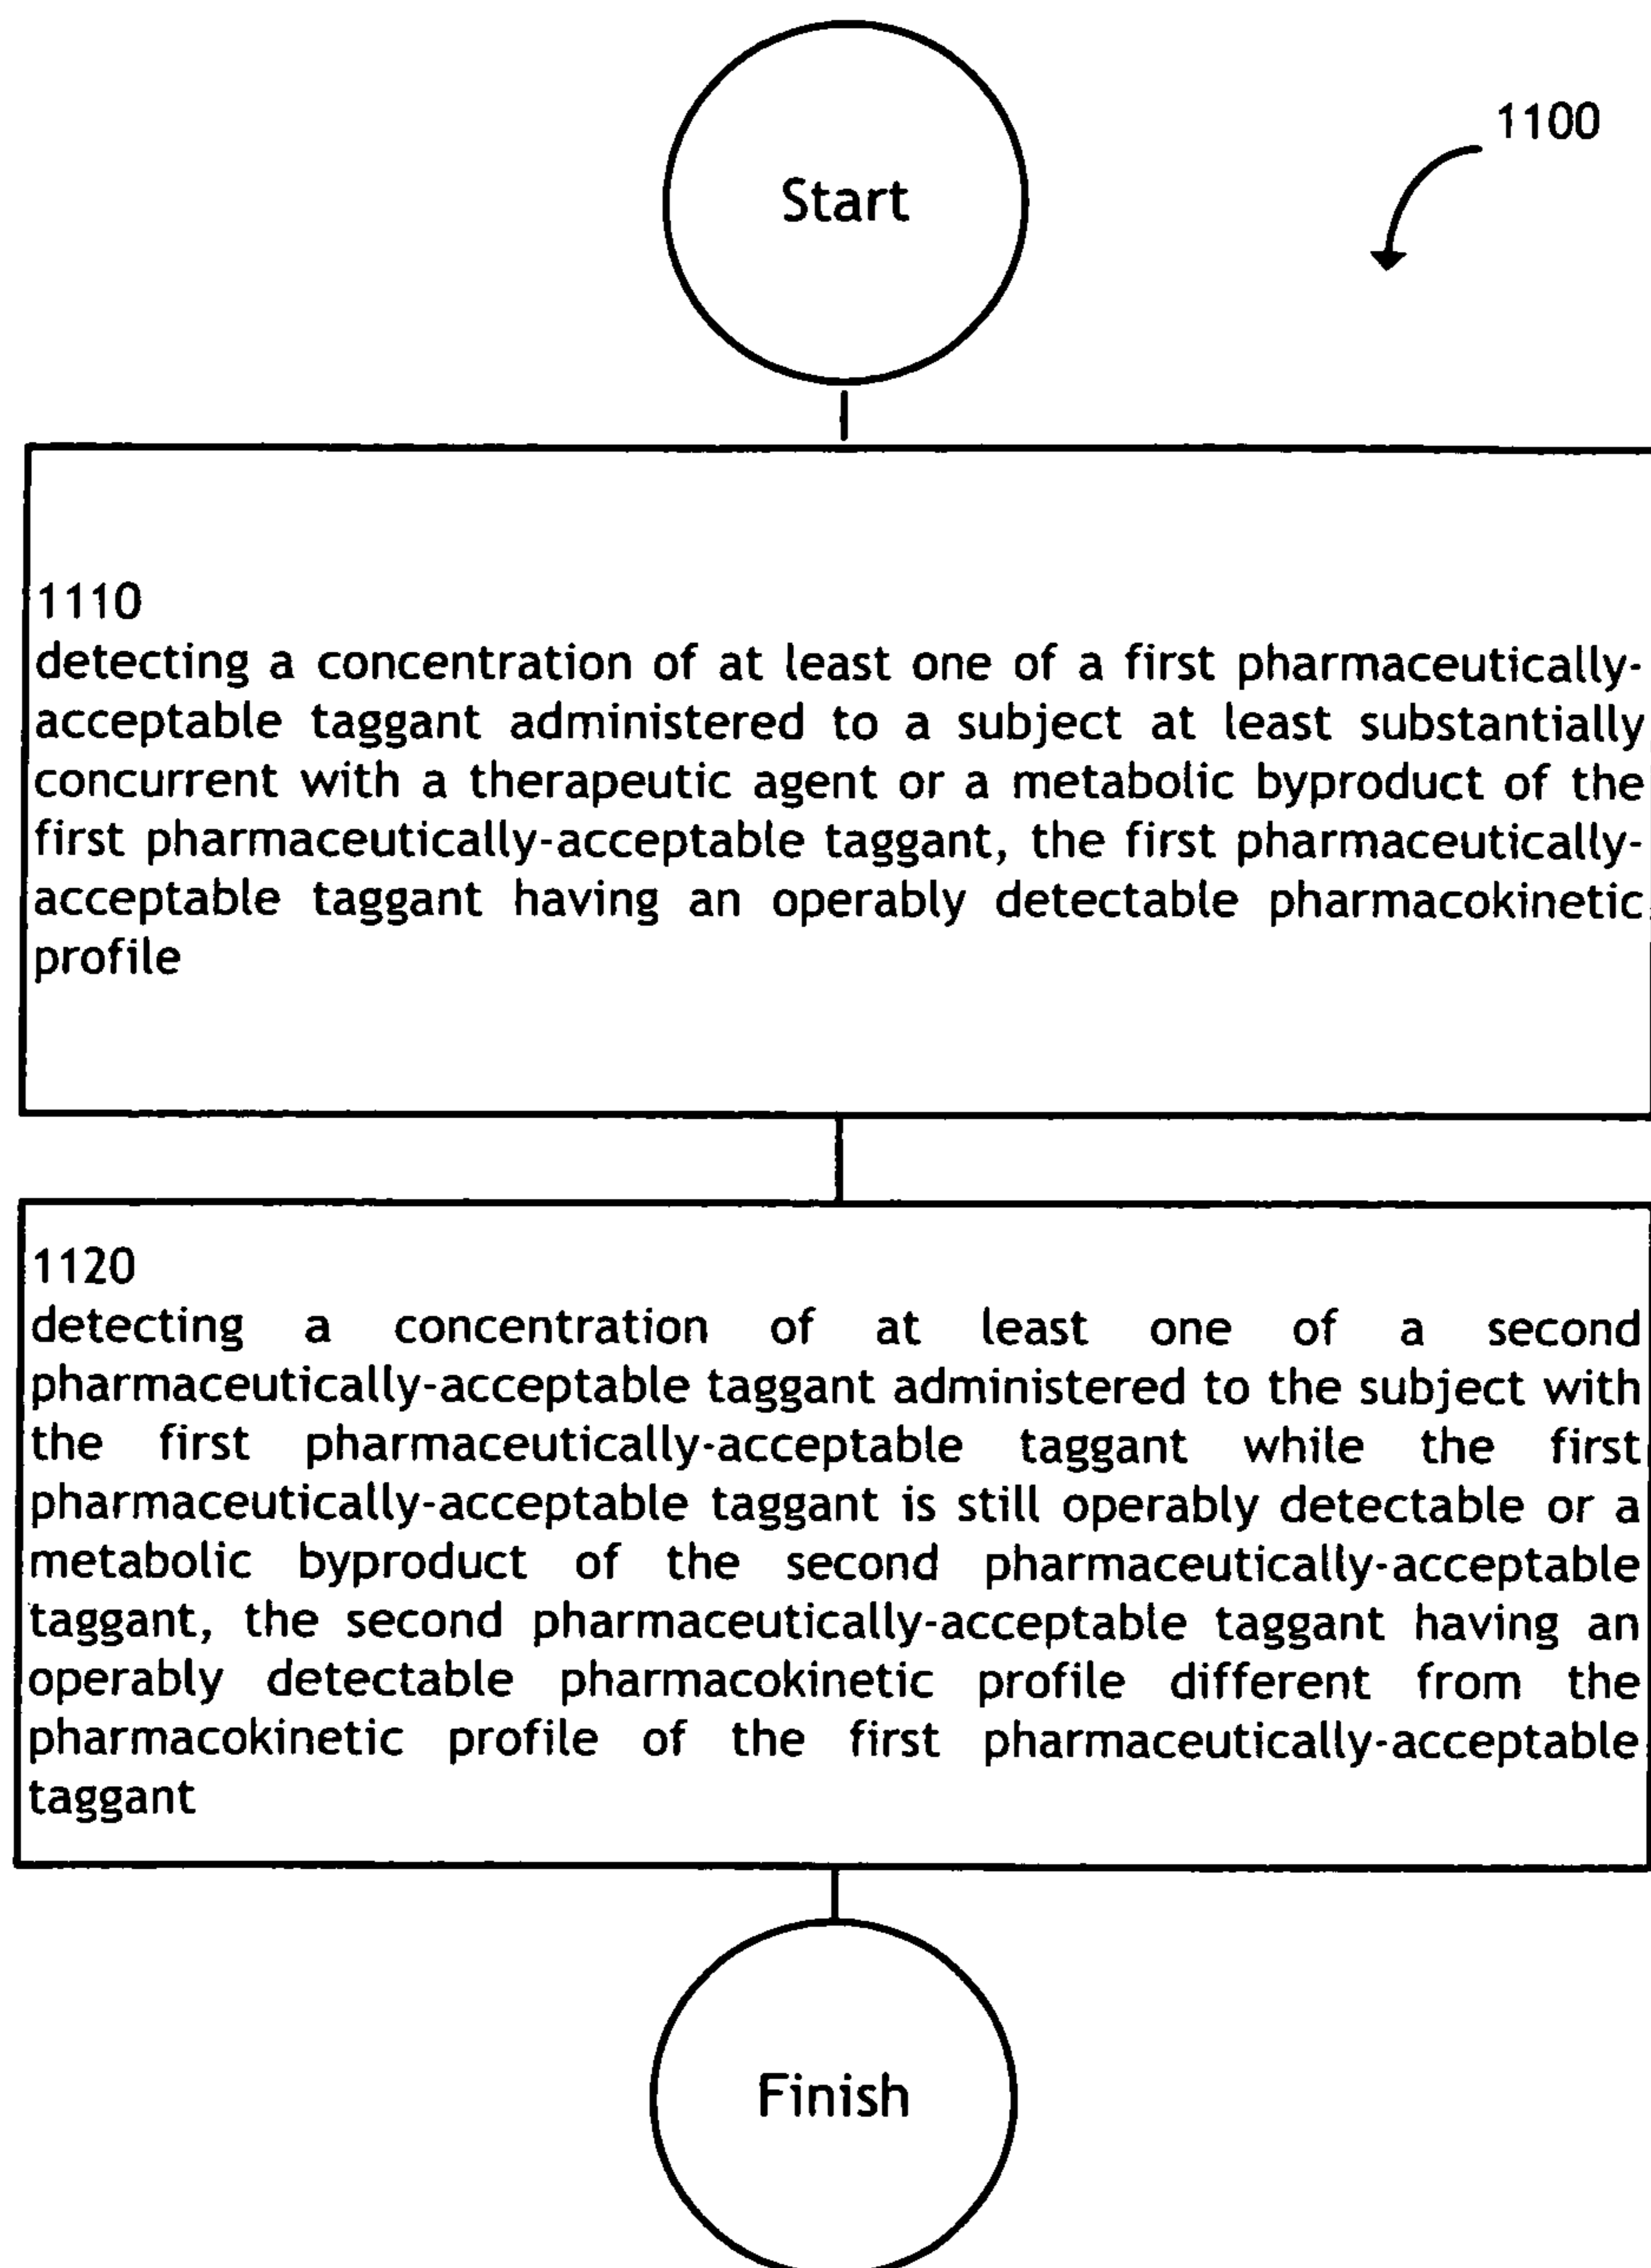 Start
1100
1110
detecting a concentration of at least one of a first pharmaceutically-
acceptable taggant administered to a subject at least substantially
concurrent with a therapeutic agent or a metabolic byproduct of the
first pharmaceutically-acceptable taggant, the first pharmaceutically-
acceptable taggant having an operably detectable pharmacokinetic
profile
1120
detecting a concentration of at least one of a second
pharmaceutically-acceptable taggant administered to the subject with
the first pharmaceutically-acceptable taggant while the first
pharmaceutically-acceptable taggant is still operably detectable or a
metabolic byproduct of the second pharmaceutically-acceptable
taggant, the second pharmaceutically-acceptable taggant having an
operably detectable pharmacokinetic profile different from the
pharmacokinetic profile of the first pharmaceutically-acceptable
taggant
Finish